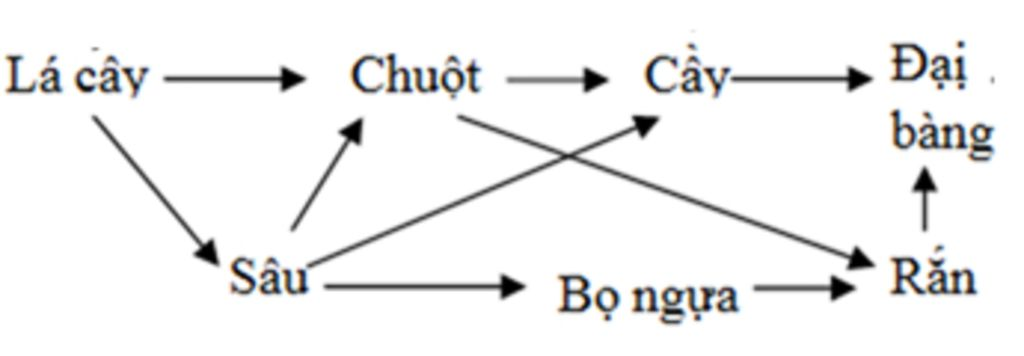 Lá cây Chuột Cầy Đại
bàng
Sâu Bọ ngựa Rắn